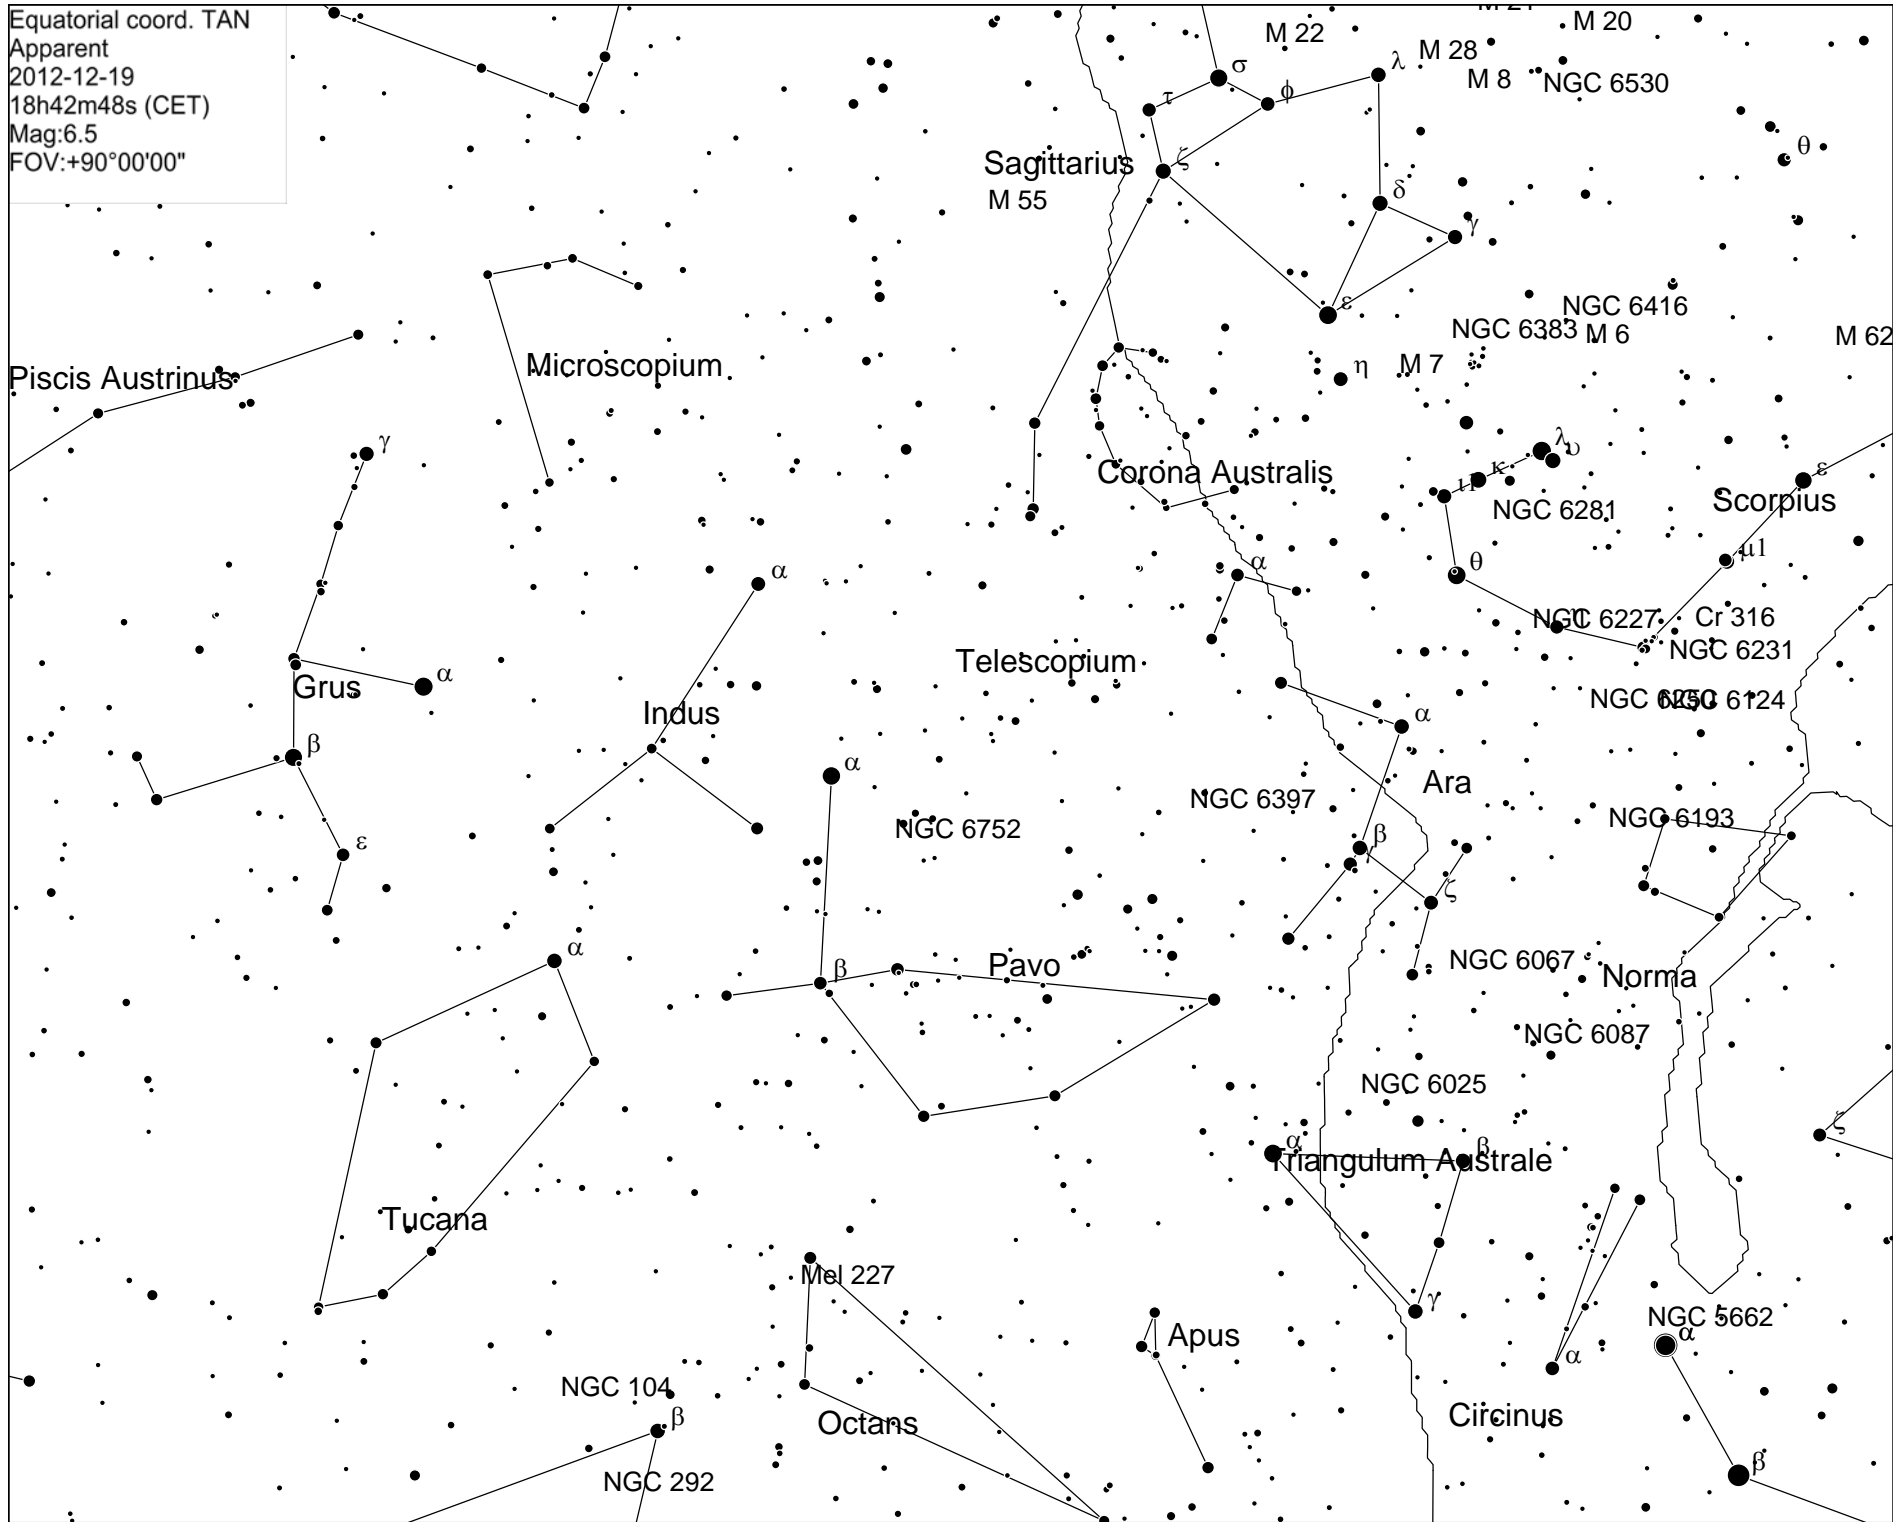 Equatorial coord. TAN
Apparent
2012-12-19
18h42m48s (CET)
Mag:6.5
FOV:+90°00'00"
M 20
M 22
σ
M 28
λ
M 8
NGC 6530
φ
τ
θ
Sagittarius
ζ
M 55
δ
γ
ε
NGC 6416
NGC 6383
M 6
M 62
Piscis Austrinus
Microscopium
η
M 7
γ
λ
υ
κ
ι1
ε
Corona Australis
NGC 6281
Scorpius
μ1
α
α
θ
NGC 6227
η
Cr 316
NGC 6231
Telescopium
Grus
α
Indus
NGC 6250
NGC 6124
α
β
α
Ara
NGC 6397
NGC 6752
NGC 6193
β
γ
ε
ζ
α
β
Pavo
NGC 6067
Norma
NGC 6087
NGC 6025
ζ
α
β
Triangulum Australe
Tucana
Mel 227
γ
NGC 5662
Apus
α
α
NGC 104
β
Octans
Circinus
β
NGC 292